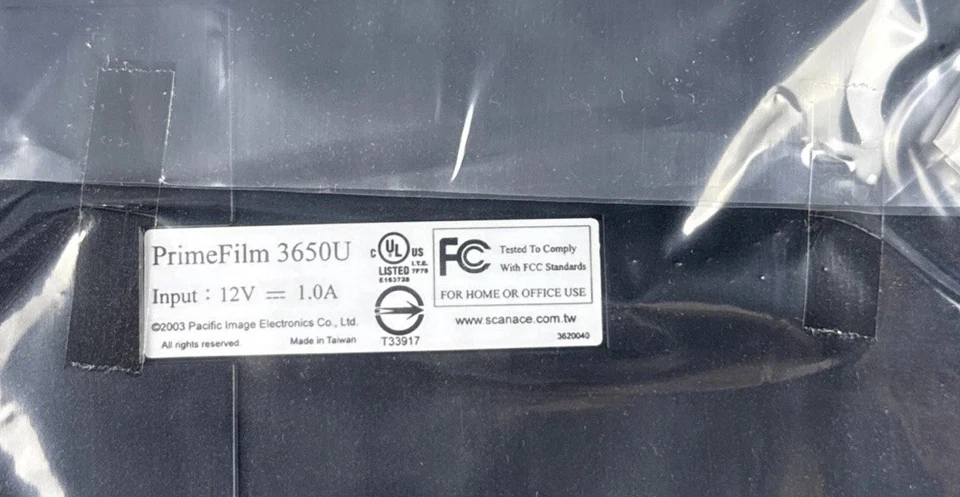 PrimeFilm 3650U
Input : 12V ⎓ 1.0A
©2003 Pacific Image Electronics Co., Ltd.
All rights reserved. Made in Taiwan
C UL US
LISTED I.T.E. 7F78
E163738
T33917
FC Tested To Comply
With FCC Standards
FOR HOME OR OFFICE USE
www.scanace.com.tw
3620040